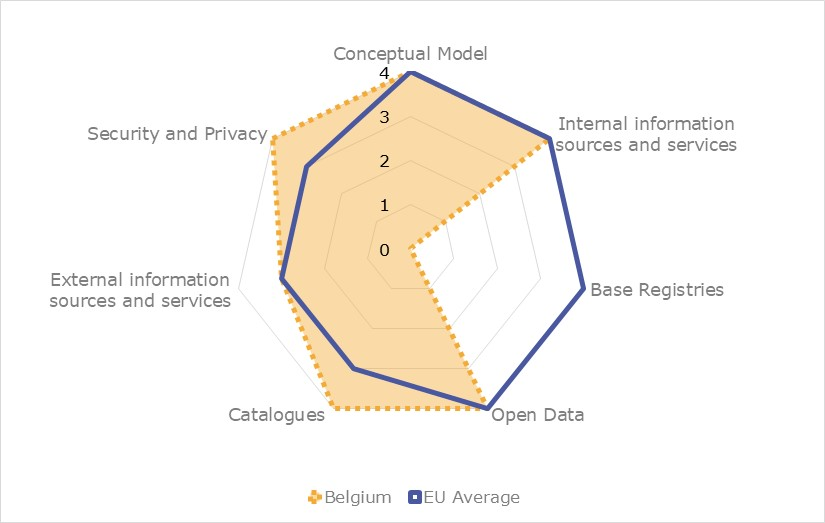 Conceptual Model
4
Internal information
sources and services
Security and Privacy
3
2
1
0
External information
sources and services
Base Registries
Catalogues
Open Data
Belgium
EU Average